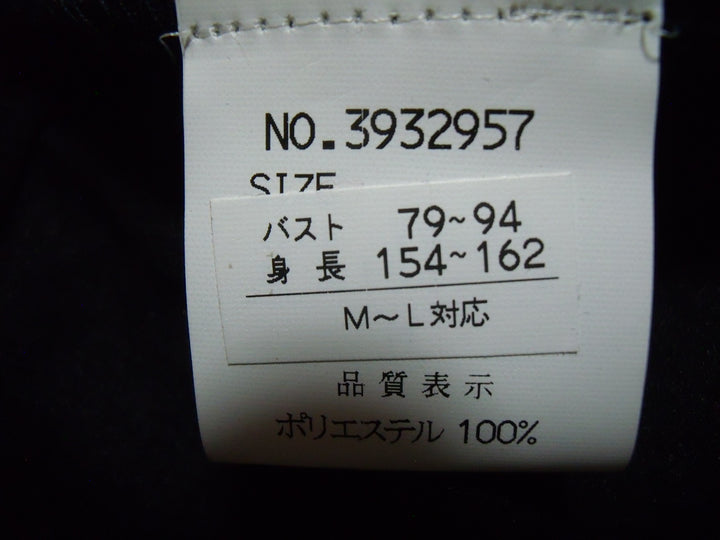 NO.3932957
SIZE
バスト 79~94
身長 154~162
M～L対応
品質表示
ポリエステル 100%